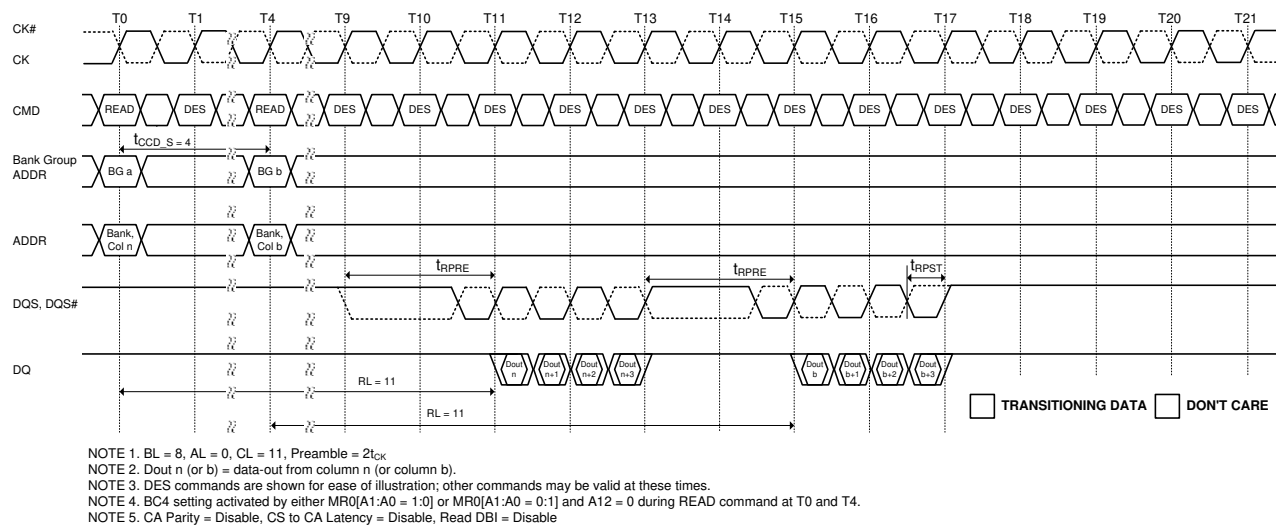 T0 T1 T4 T9 T10 T11 T12 T13 T14 T15 T16 T17 T18 T19 T20 T21
CK#
CK
CMD READ DES READ DES DES DES DES DES DES DES DES DES DES DES DES DES
tCCD_S = 4
Bank Group
ADDR
BG a BG b
ADDR
Bank,
Col n
Bank,
Col b
tRPRE tRPRE tRPST
DQS, DQS#
DQ
Dout
n
Dout
n+1
Dout
n+2
Dout
n+3
Dout
b
Dout
b+1
Dout
b+2
Dout
b+3
RL = 11
RL = 11
TRANSITIONING DATA DON'T CARE
NOTE 1. BL = 8, AL = 0, CL = 11, Preamble = 2tCK
NOTE 2. Dout n (or b) = data-out from column n (or column b).
NOTE 3. DES commands are shown for ease of illustration; other commands may be valid at these times.
NOTE 4. BC4 setting activated by either MR0[A1:A0 = 1:0] or MR0[A1:A0 = 0:1] and A12 = 0 during READ command at T0 and T4.
NOTE 5. CA Parity = Disable, CS to CA Latency = Disable, Read DBI = Disable